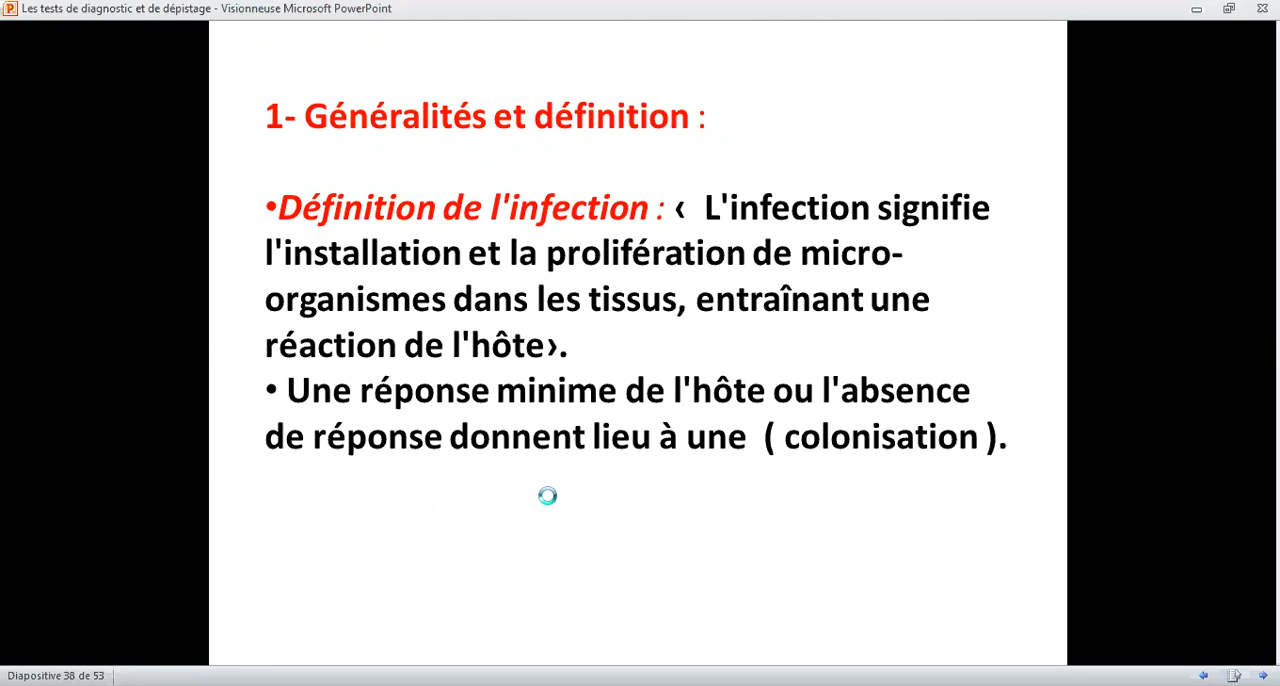 Les tests de diagnostic et de dépistage - Visionneuse Microsoft PowerPoint
1- Généralités et définition :
•Définition de l'infection : ‹ L'infection signifie
l'installation et la prolifération de micro-
organismes dans les tissus, entraînant une
réaction de l'hôte›.
• Une réponse minime de l'hôte ou l'absence
de réponse donnent lieu à une ( colonisation ).
Diapositive 38 de 53